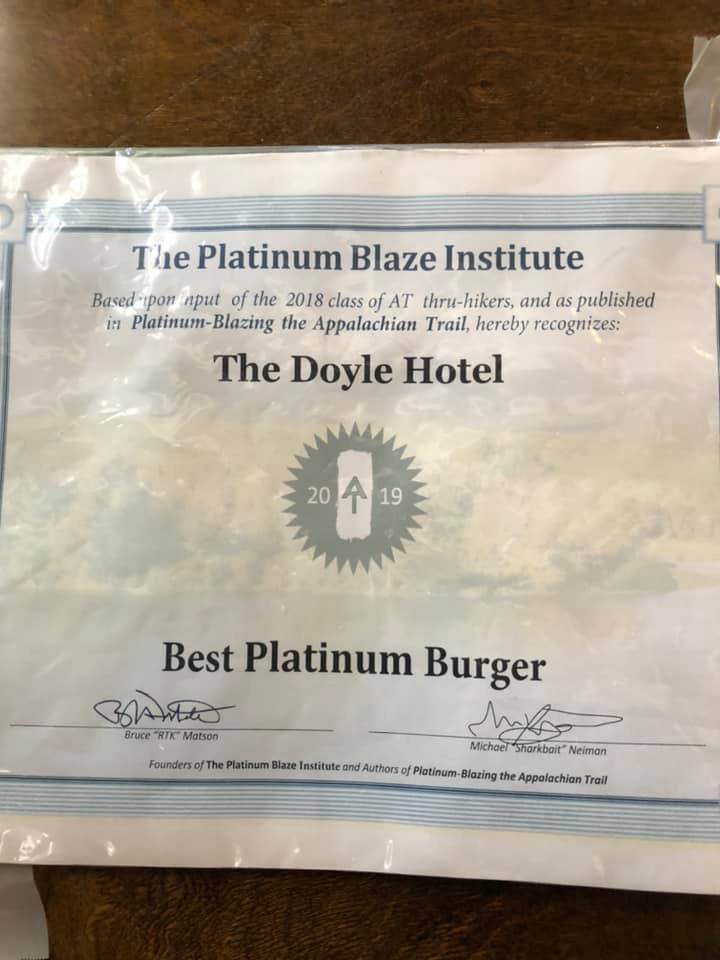 The Platinum Blaze Institute
Based upon input of the 2018 class of AT thru-hikers, and as published
in Platinum-Blazing the Appalachian Trail, hereby recognizes:
The Doyle Hotel
20 19
Best Platinum Burger
Bruce "RTK" Matson
Michael "Sharkbait" Neiman
Founders of The Platinum Blaze Institute and Authors of Platinum-Blazing the Appalachian Trail